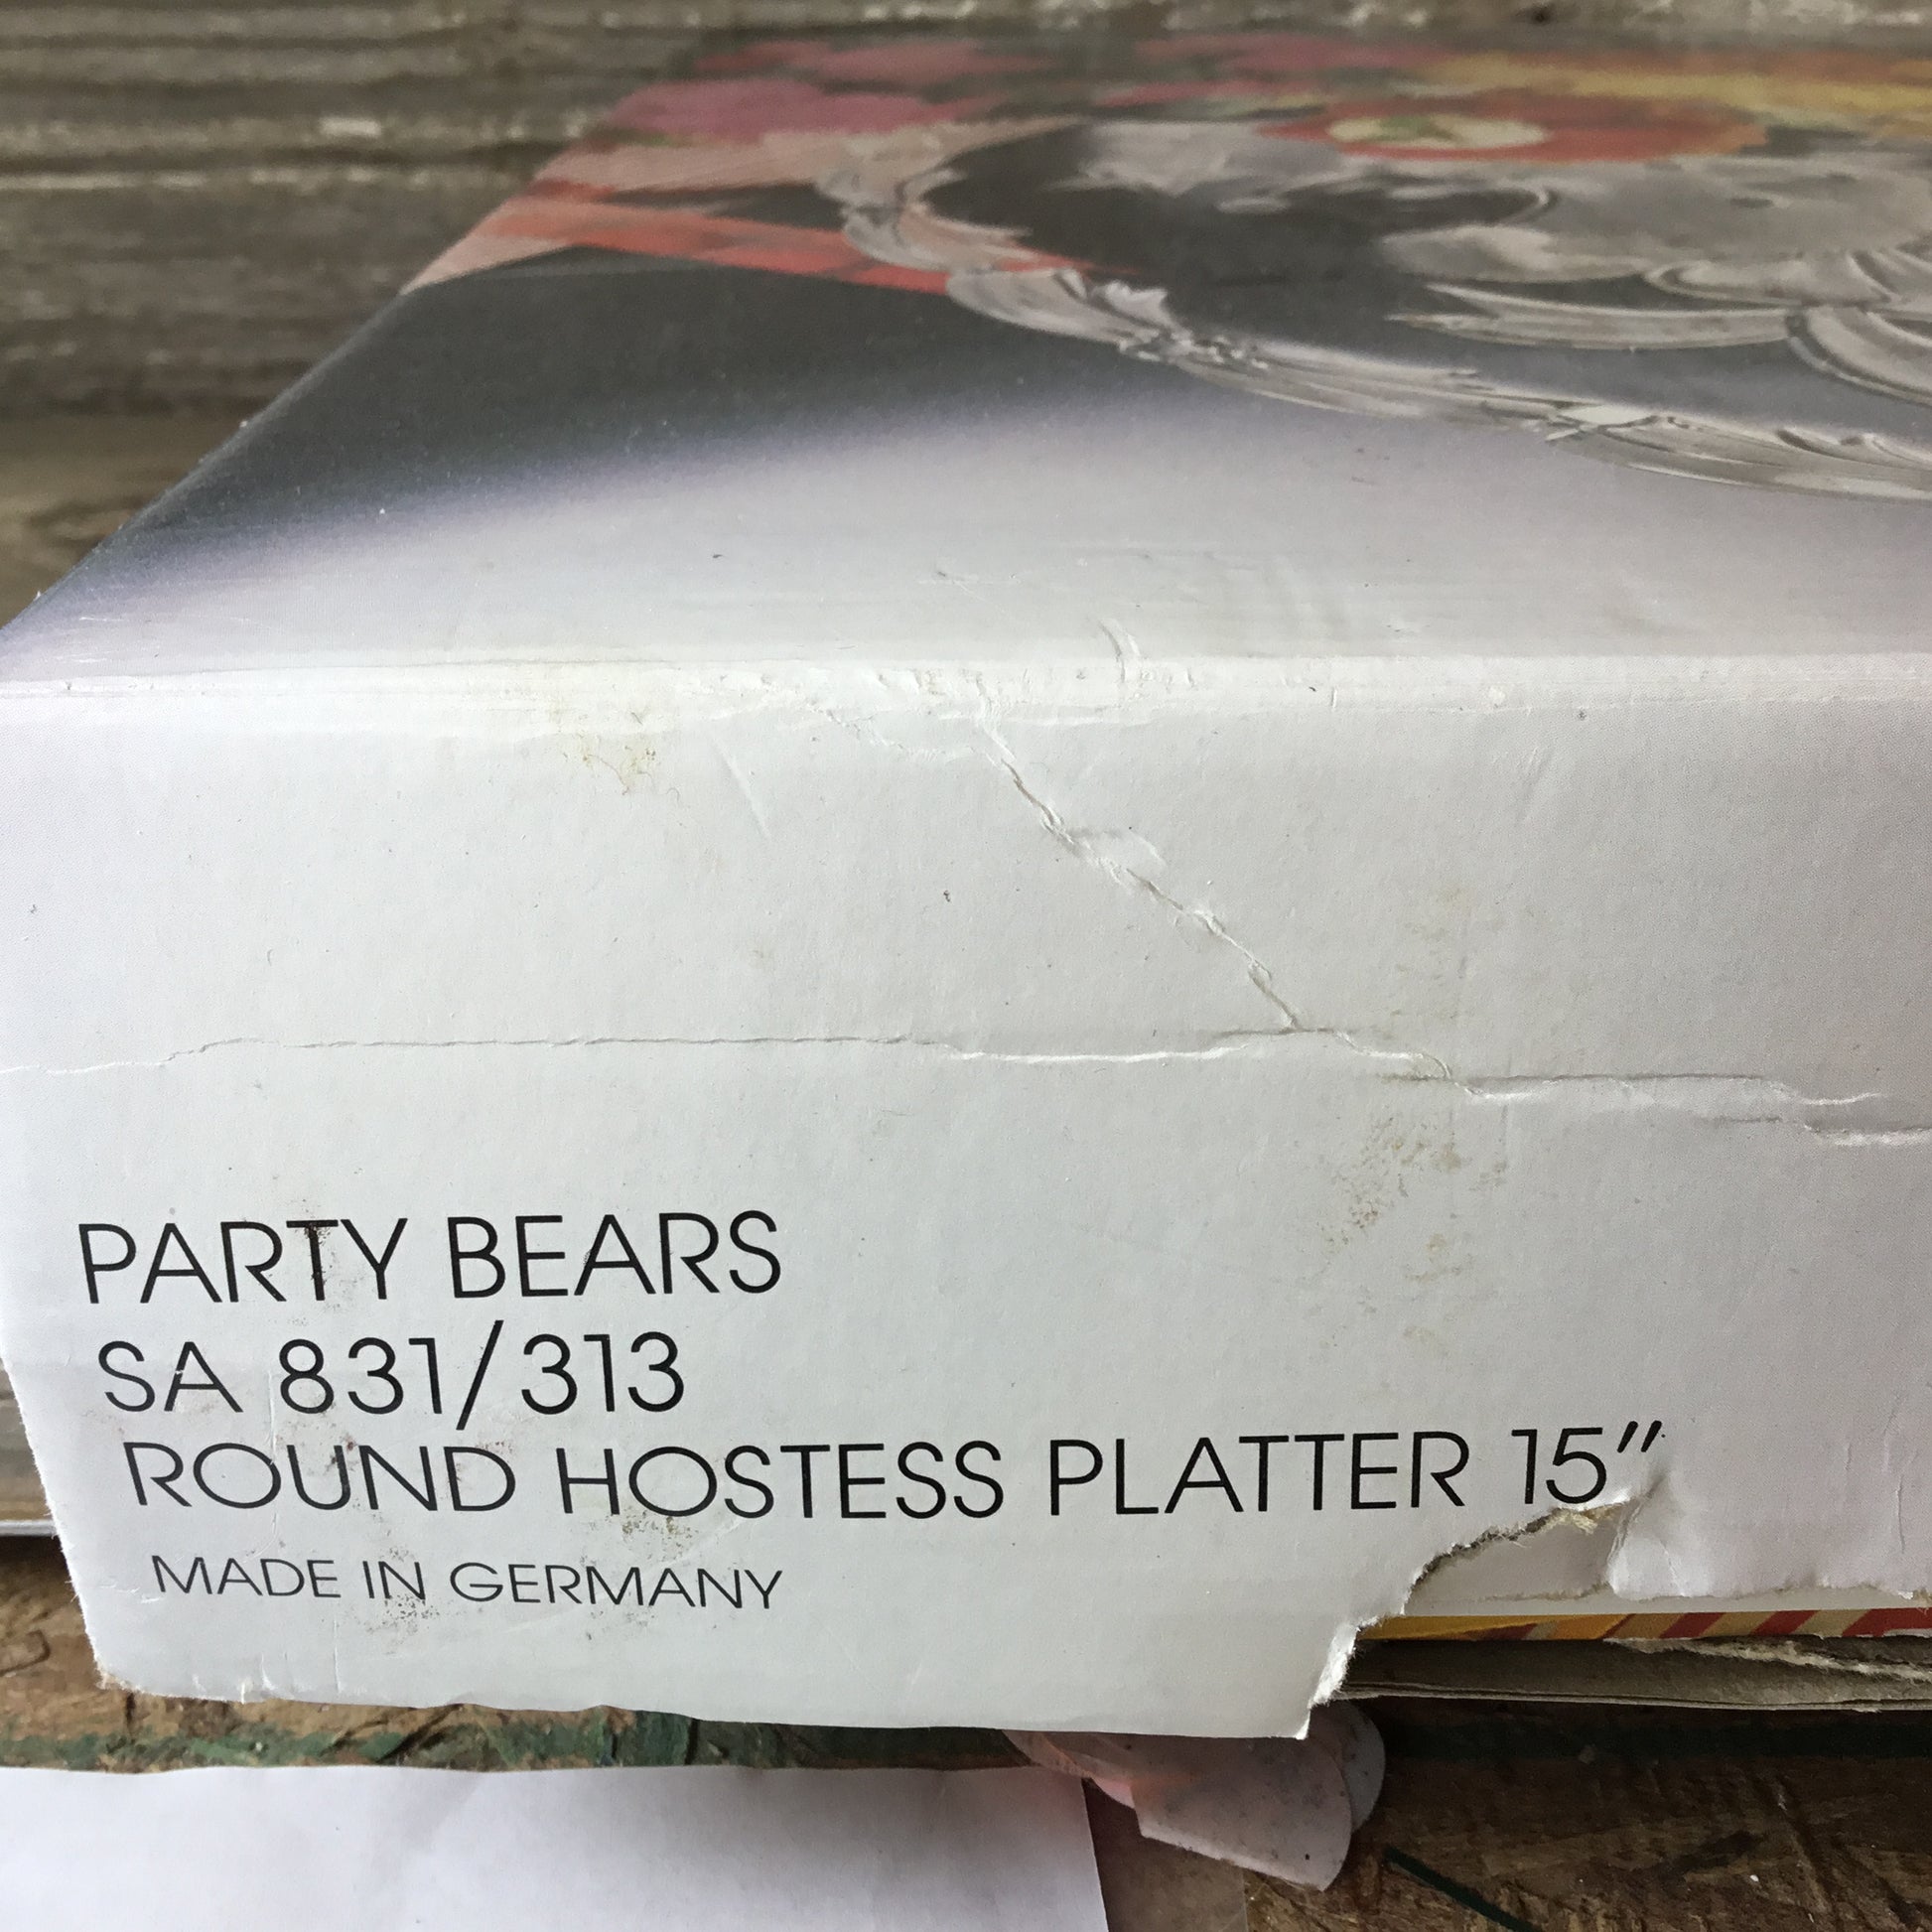 PARTY BEARS
SA 831/313
ROUND HOSTESS PLATTER 15"
MADE IN GERMANY